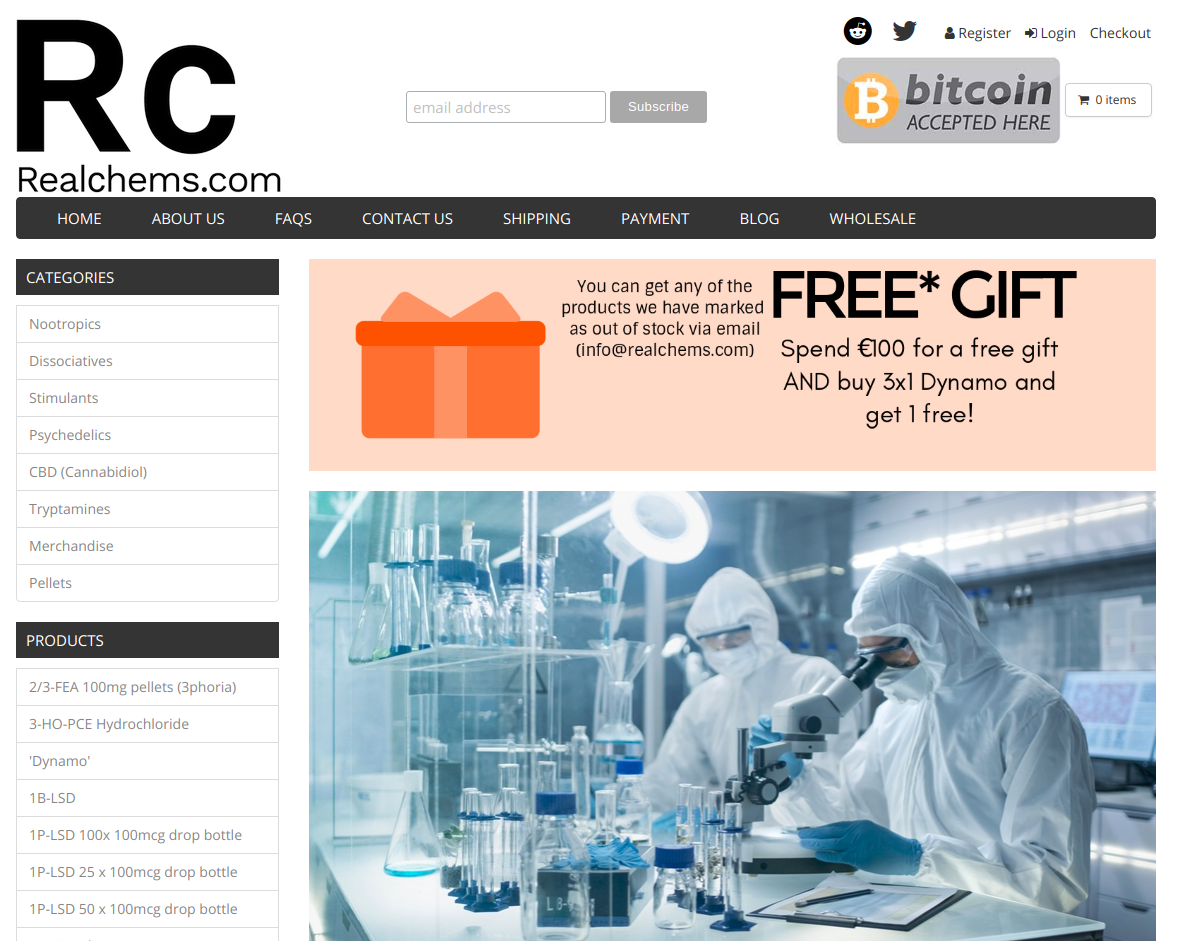 Rc
Realchems.com
Register Login Checkout
email address Subscribe
bitcoin
ACCEPTED HERE
0 items
HOME ABOUT US FAQS CONTACT US SHIPPING PAYMENT BLOG WHOLESALE
CATEGORIES
Nootropics
Dissociatives
Stimulants
Psychedelics
CBD (Cannabidiol)
Tryptamines
Merchandise
Pellets
PRODUCTS
2/3-FEA 100mg pellets (3phoria)
3-HO-PCE Hydrochloride
'Dynamo'
1B-LSD
1P-LSD 100x 100mcg drop bottle
1P-LSD 25 x 100mcg drop bottle
1P-LSD 50 x 100mcg drop bottle
You can get any of the
products we have marked
as out of stock via email
(info@realchems.com)
FREE* GIFT
Spend €100 for a free gift
AND buy 3x1 Dynamo and
get 1 free!